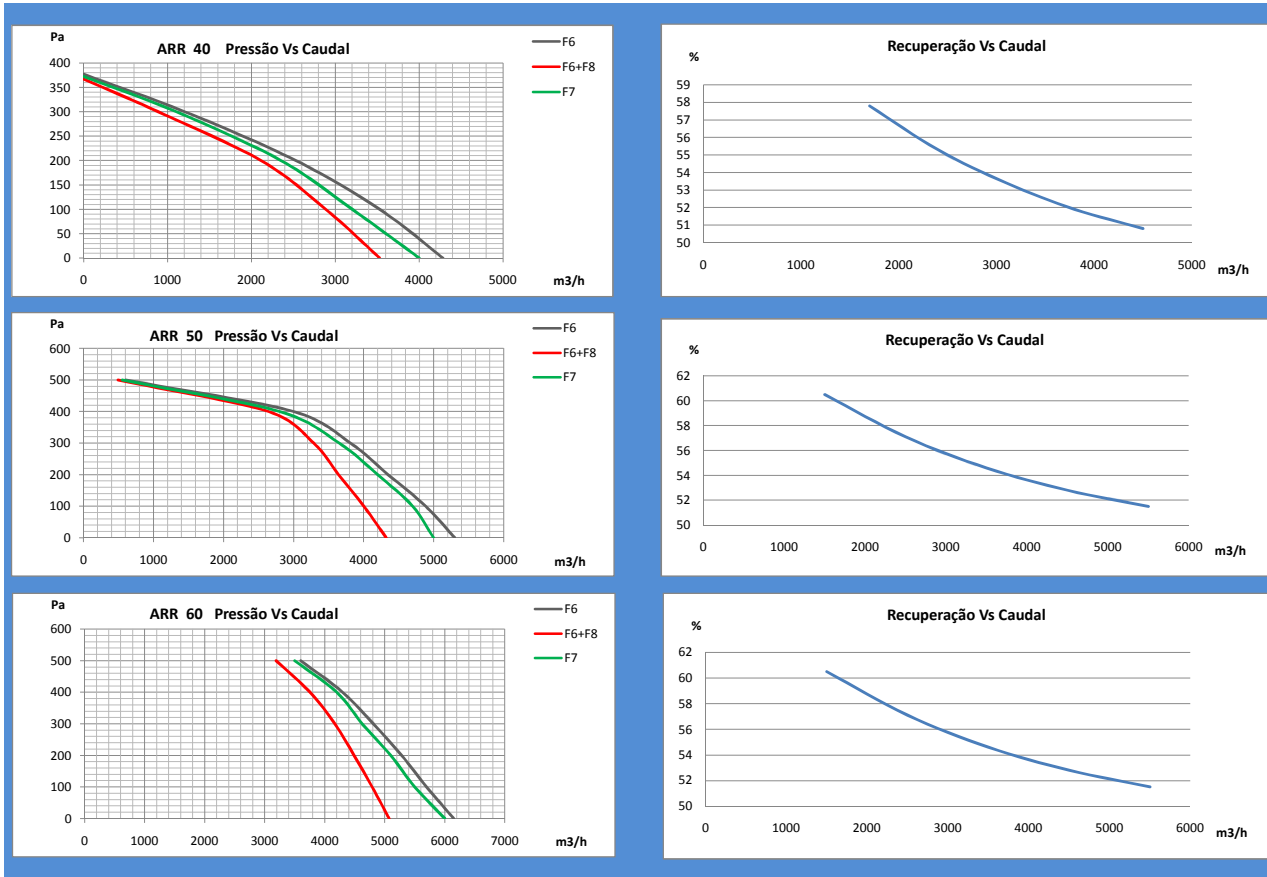 Pa
ARR 40 Pressão Vs Caudal
F6
F6+F8
F7
400
350
300
250
200
150
100
50
0
0 1000 2000 3000 4000 5000
m3/h
Recuperação Vs Caudal
%
59
58
57
56
55
54
53
52
51
50
0 1000 2000 3000 4000 5000
m3/h
Pa
ARR 50 Pressão Vs Caudal
F6
F6+F8
F7
600
500
400
300
200
100
0
0 1000 2000 3000 4000 5000 6000
m3/h
Recuperação Vs Caudal
%
62
60
58
56
54
52
50
0 1000 2000 3000 4000 5000 6000
m3/h
Pa
ARR 60 Pressão Vs Caudal
F6
F6+F8
F7
600
500
400
300
200
100
0
0 1000 2000 3000 4000 5000 6000 7000
m3/h
Recuperação Vs Caudal
%
62
60
58
56
54
52
50
0 1000 2000 3000 4000 5000 6000
m3/h